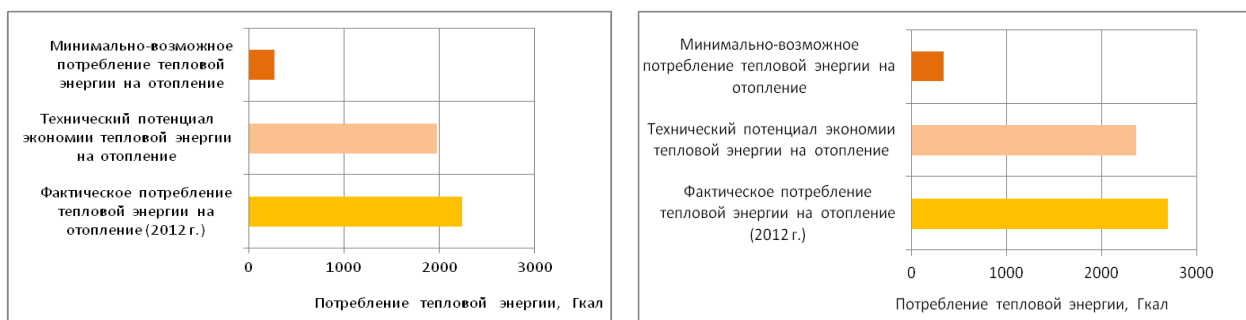 Минимально-возможное
потребление тепловой
энергии на отопление
Технический потенциал
экономии тепловой энергии
на отопление
Фактическое потребление
тепловой энергии на
отопление (2012 г.)
0 1000 2000 3000
Потребление тепловой энергии, Гкал
Минимально-возможное
потребление тепловой энергии на
отопление
Технический потенциал экономии
тепловой энергии на отопление
Фактическое потребление
тепловой энергии на отопление
(2012 г.)
0 1000 2000 3000
Потребление тепловой энергии, Гкал